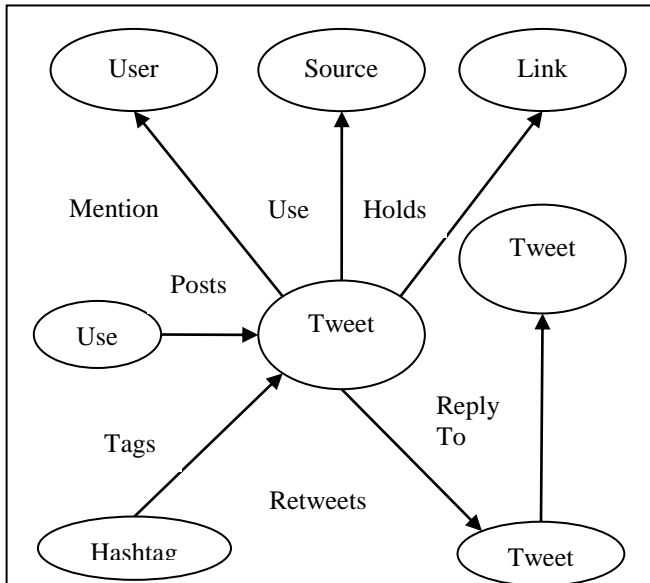 User
Source
Link
Mention
Use
Holds
Tweet
Posts
Use
Tweet
Reply
To
Tags
Retweets
Hashtag
Tweet